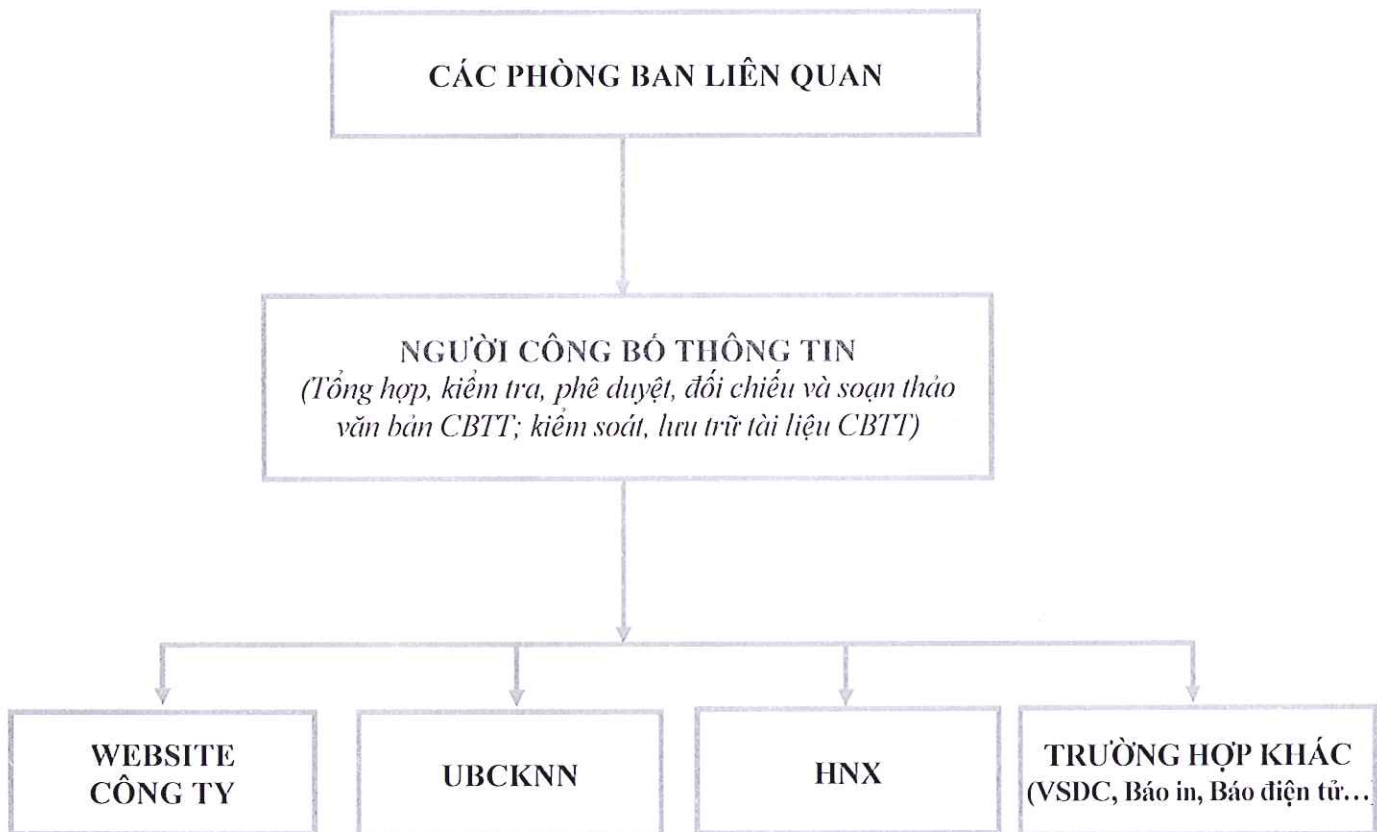 CÁC PHÒNG BAN LIÊN QUAN
NGƯỜI CÔNG BỐ THÔNG TIN
(Tổng hợp, kiểm tra, phê duyệt, đối chiếu và soạn thảo
văn bản CBTT; kiểm soát, lưu trữ tài liệu CBTT)
WEBSITE
CÔNG TY
UBCKNN
HNX
TRƯỜNG HỢP KHÁC
(VSDC, Báo in, Báo điện tử…